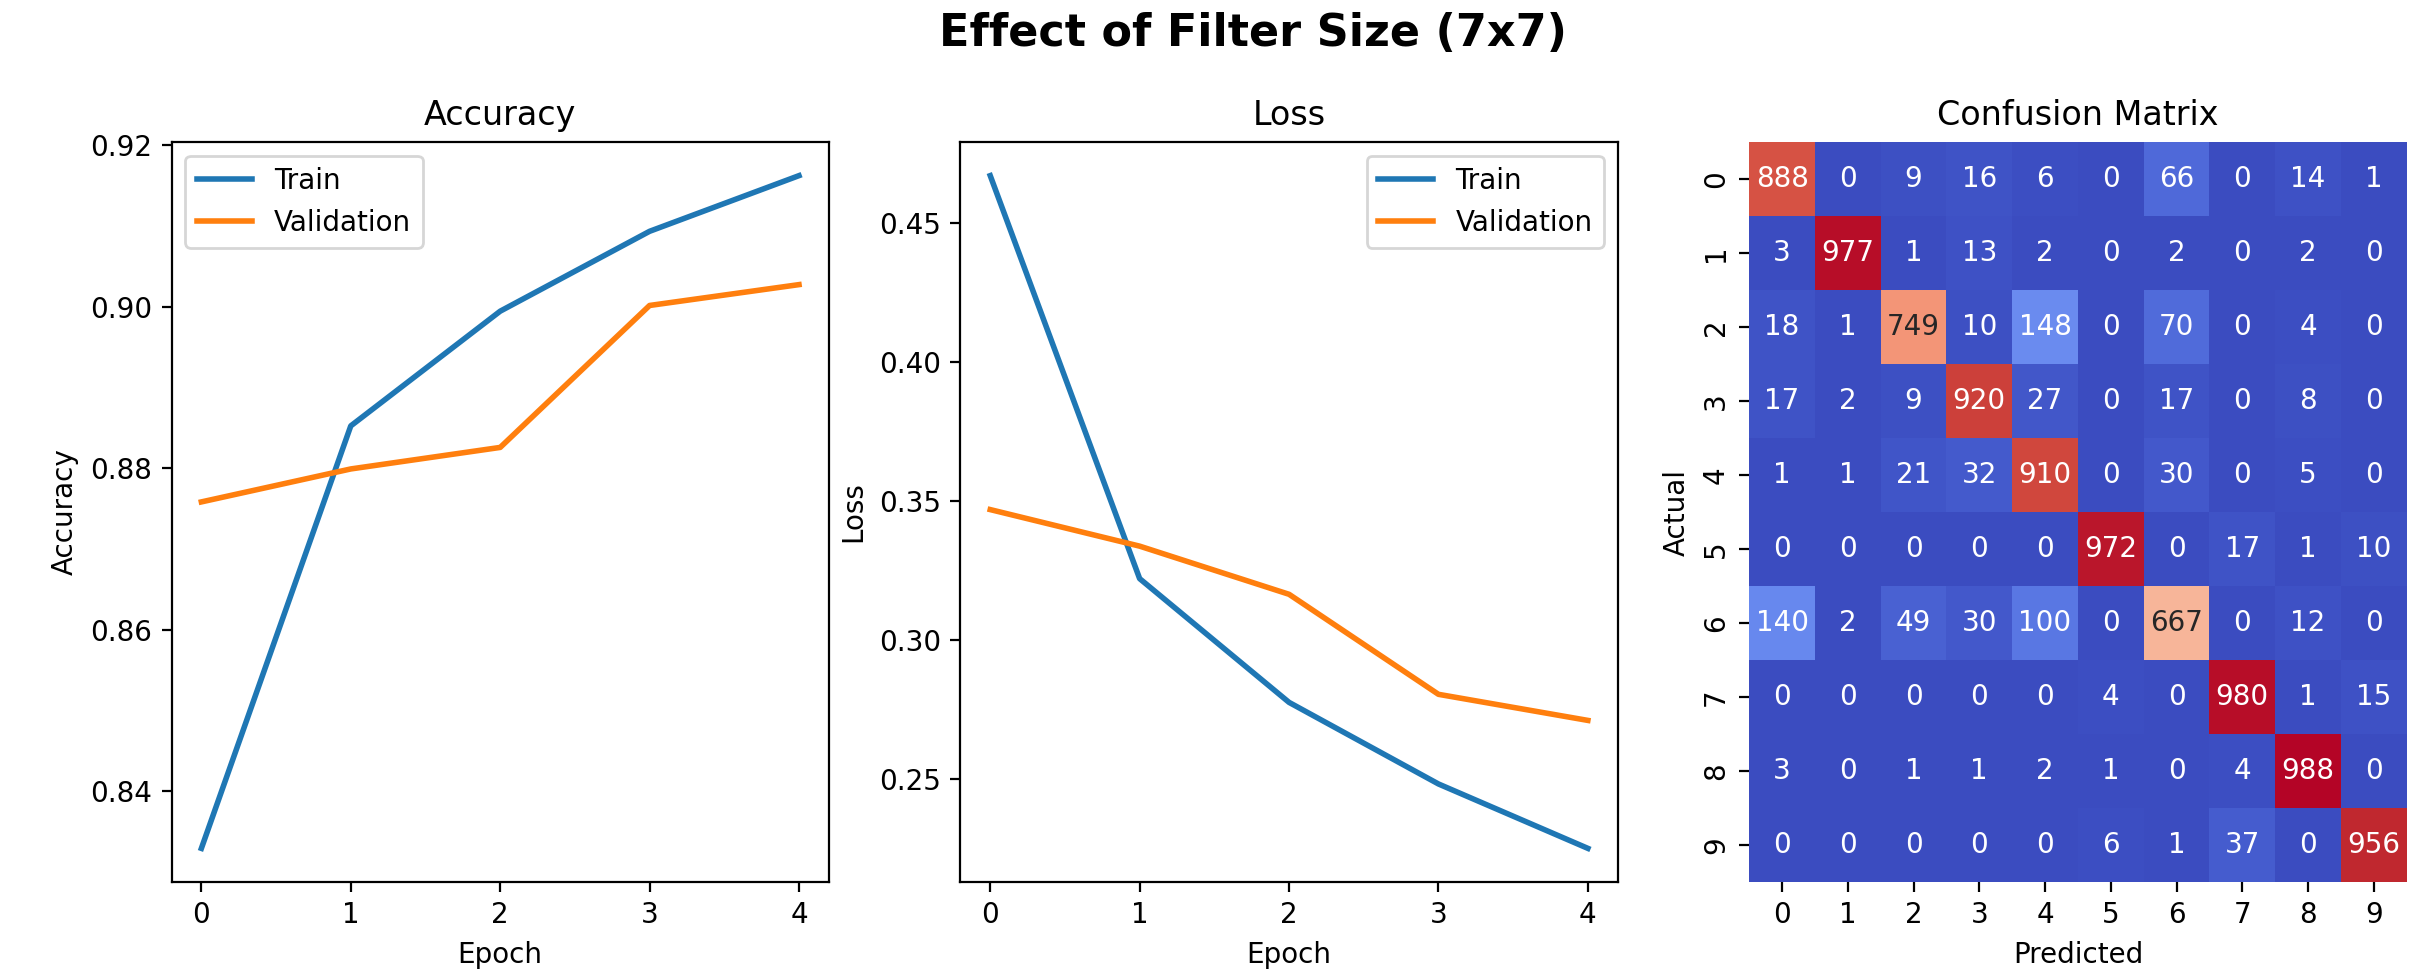 Effect of Filter Size (7x7)
Accuracy
Train
Validation
0.92
0.90
0.88
0.86
0.84
Accuracy
0 1 2 3 4
Epoch
Loss
Train
Validation
0.45
0.40
0.35
0.30
0.25
Loss
0 1 2 3 4
Epoch
Confusion Matrix
Actual
0 888 0 9 16 6 0 66 0 14 1
1 3 977 1 13 2 0 2 0 2 0
2 18 1 749 10 148 0 70 0 4 0
3 17 2 9 920 27 0 17 0 8 0
4 1 1 21 32 910 0 30 0 5 0
5 0 0 0 0 0 972 0 17 1 10
6 140 2 49 30 100 0 667 0 12 0
7 0 0 0 0 0 4 0 980 1 15
8 3 0 1 1 2 1 0 4 988 0
9 0 0 0 0 0 6 1 37 0 956
0 1 2 3 4 5 6 7 8 9
Predicted